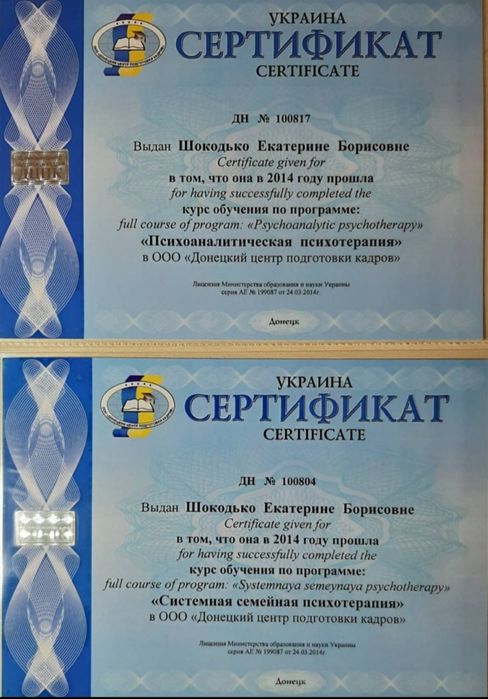 УКРАИНА
СЕРТИФИКАТ
CERTIFICATE
ДН № 100817
Выдан Шокодько Екатерине Борисовне
Certificate given for
в том, что она в 2014 году прошла
for having successfully completed the
курс обучения по программе:
full course of program: «Psychoanalytic psychotherapy»
«Психоаналитическая психотерапия»
в ООО «Донецкий центр подготовки кадров»
Лицензия Министерства образования и науки Украины
серия АЕ № 199087 от 24.03.2014г.
Донецк
УКРАИНА
СЕРТИФИКАТ
CERTIFICATE
ДН № 100804
Выдан Шокодько Екатерине Борисовне
Certificate given for
в том, что она в 2014 году прошла
for having successfully completed the
курс обучения по программе:
full course of program: «Systemnaya semeynaya psychotherapy»
«Системная семейная психотерапия»
в ООО «Донецкий центр подготовки кадров»
Лицензия Министерства образования и науки Украины
серия АЕ № 199087 от 24.03.2014г.
Донецк